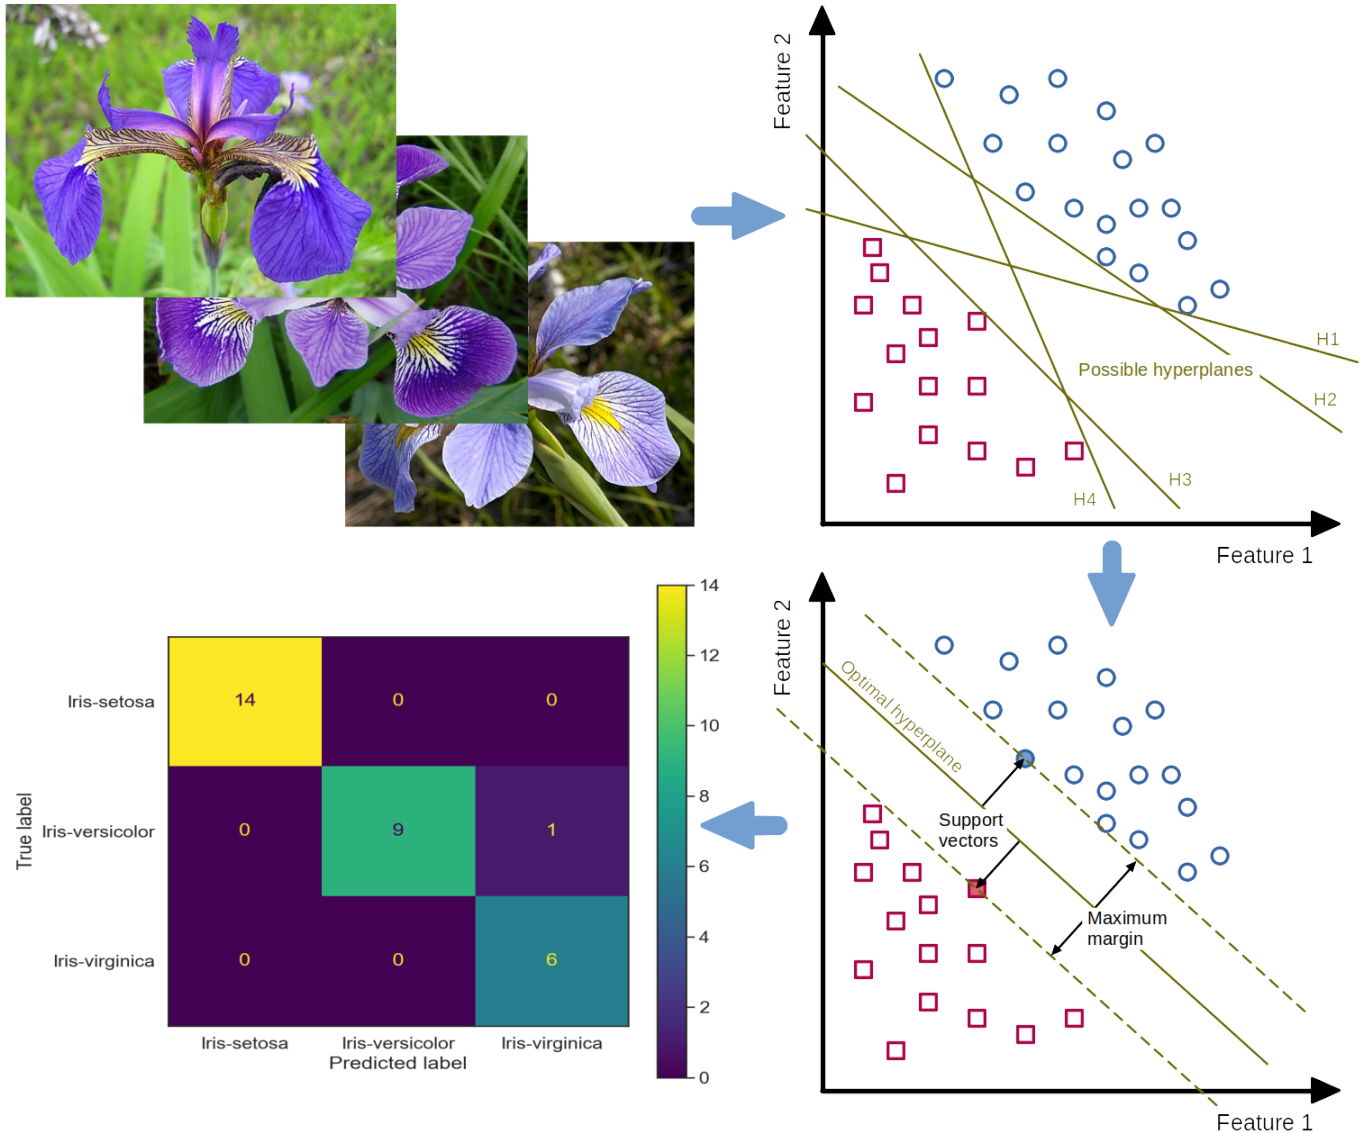 Feature 2
H1
Possible hyperplanes
H2
H3
H4
Feature 1
Feature 2
Optimal hyperplane
Support
vectors
Maximum
margin
Feature 1
14
12
10
8
6
4
2
0
True label
Iris-setosa
14 0 0
Iris-versicolor
0 9 1
Iris-virginica
0 0 6
Iris-setosa Iris-versicolor Iris-virginica
Predicted label